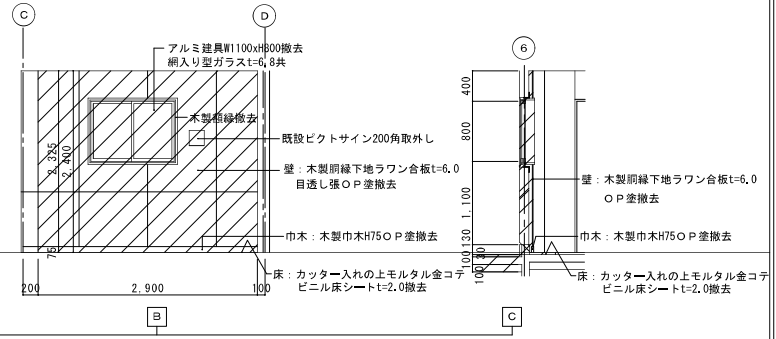 C
D
6
アルミ建具W1100xH800撤去
網入り型ガラスt=6.8共
木製額縁撤去
既設ピクトサイン200角取外し
壁：木製胴縁下地ラワン合板t=6.0
目透し張ＯＰ塗撤去
巾木：木製巾木H75ＯＰ塗撤去
床：カッター入れの上モルタル金コテ
ビニル床シートt=2.0撤去
2,325
2,400
75
200
2,900
100
400
800
1,100
130
100
30
100
壁：木製胴縁下地ラワン合板t=6.0
ＯＰ塗撤去
巾木：木製巾木H75ＯＰ塗撤去
床：カッター入れの上モルタル金コテ
ビニル床シートt=2.0撤去
B
C